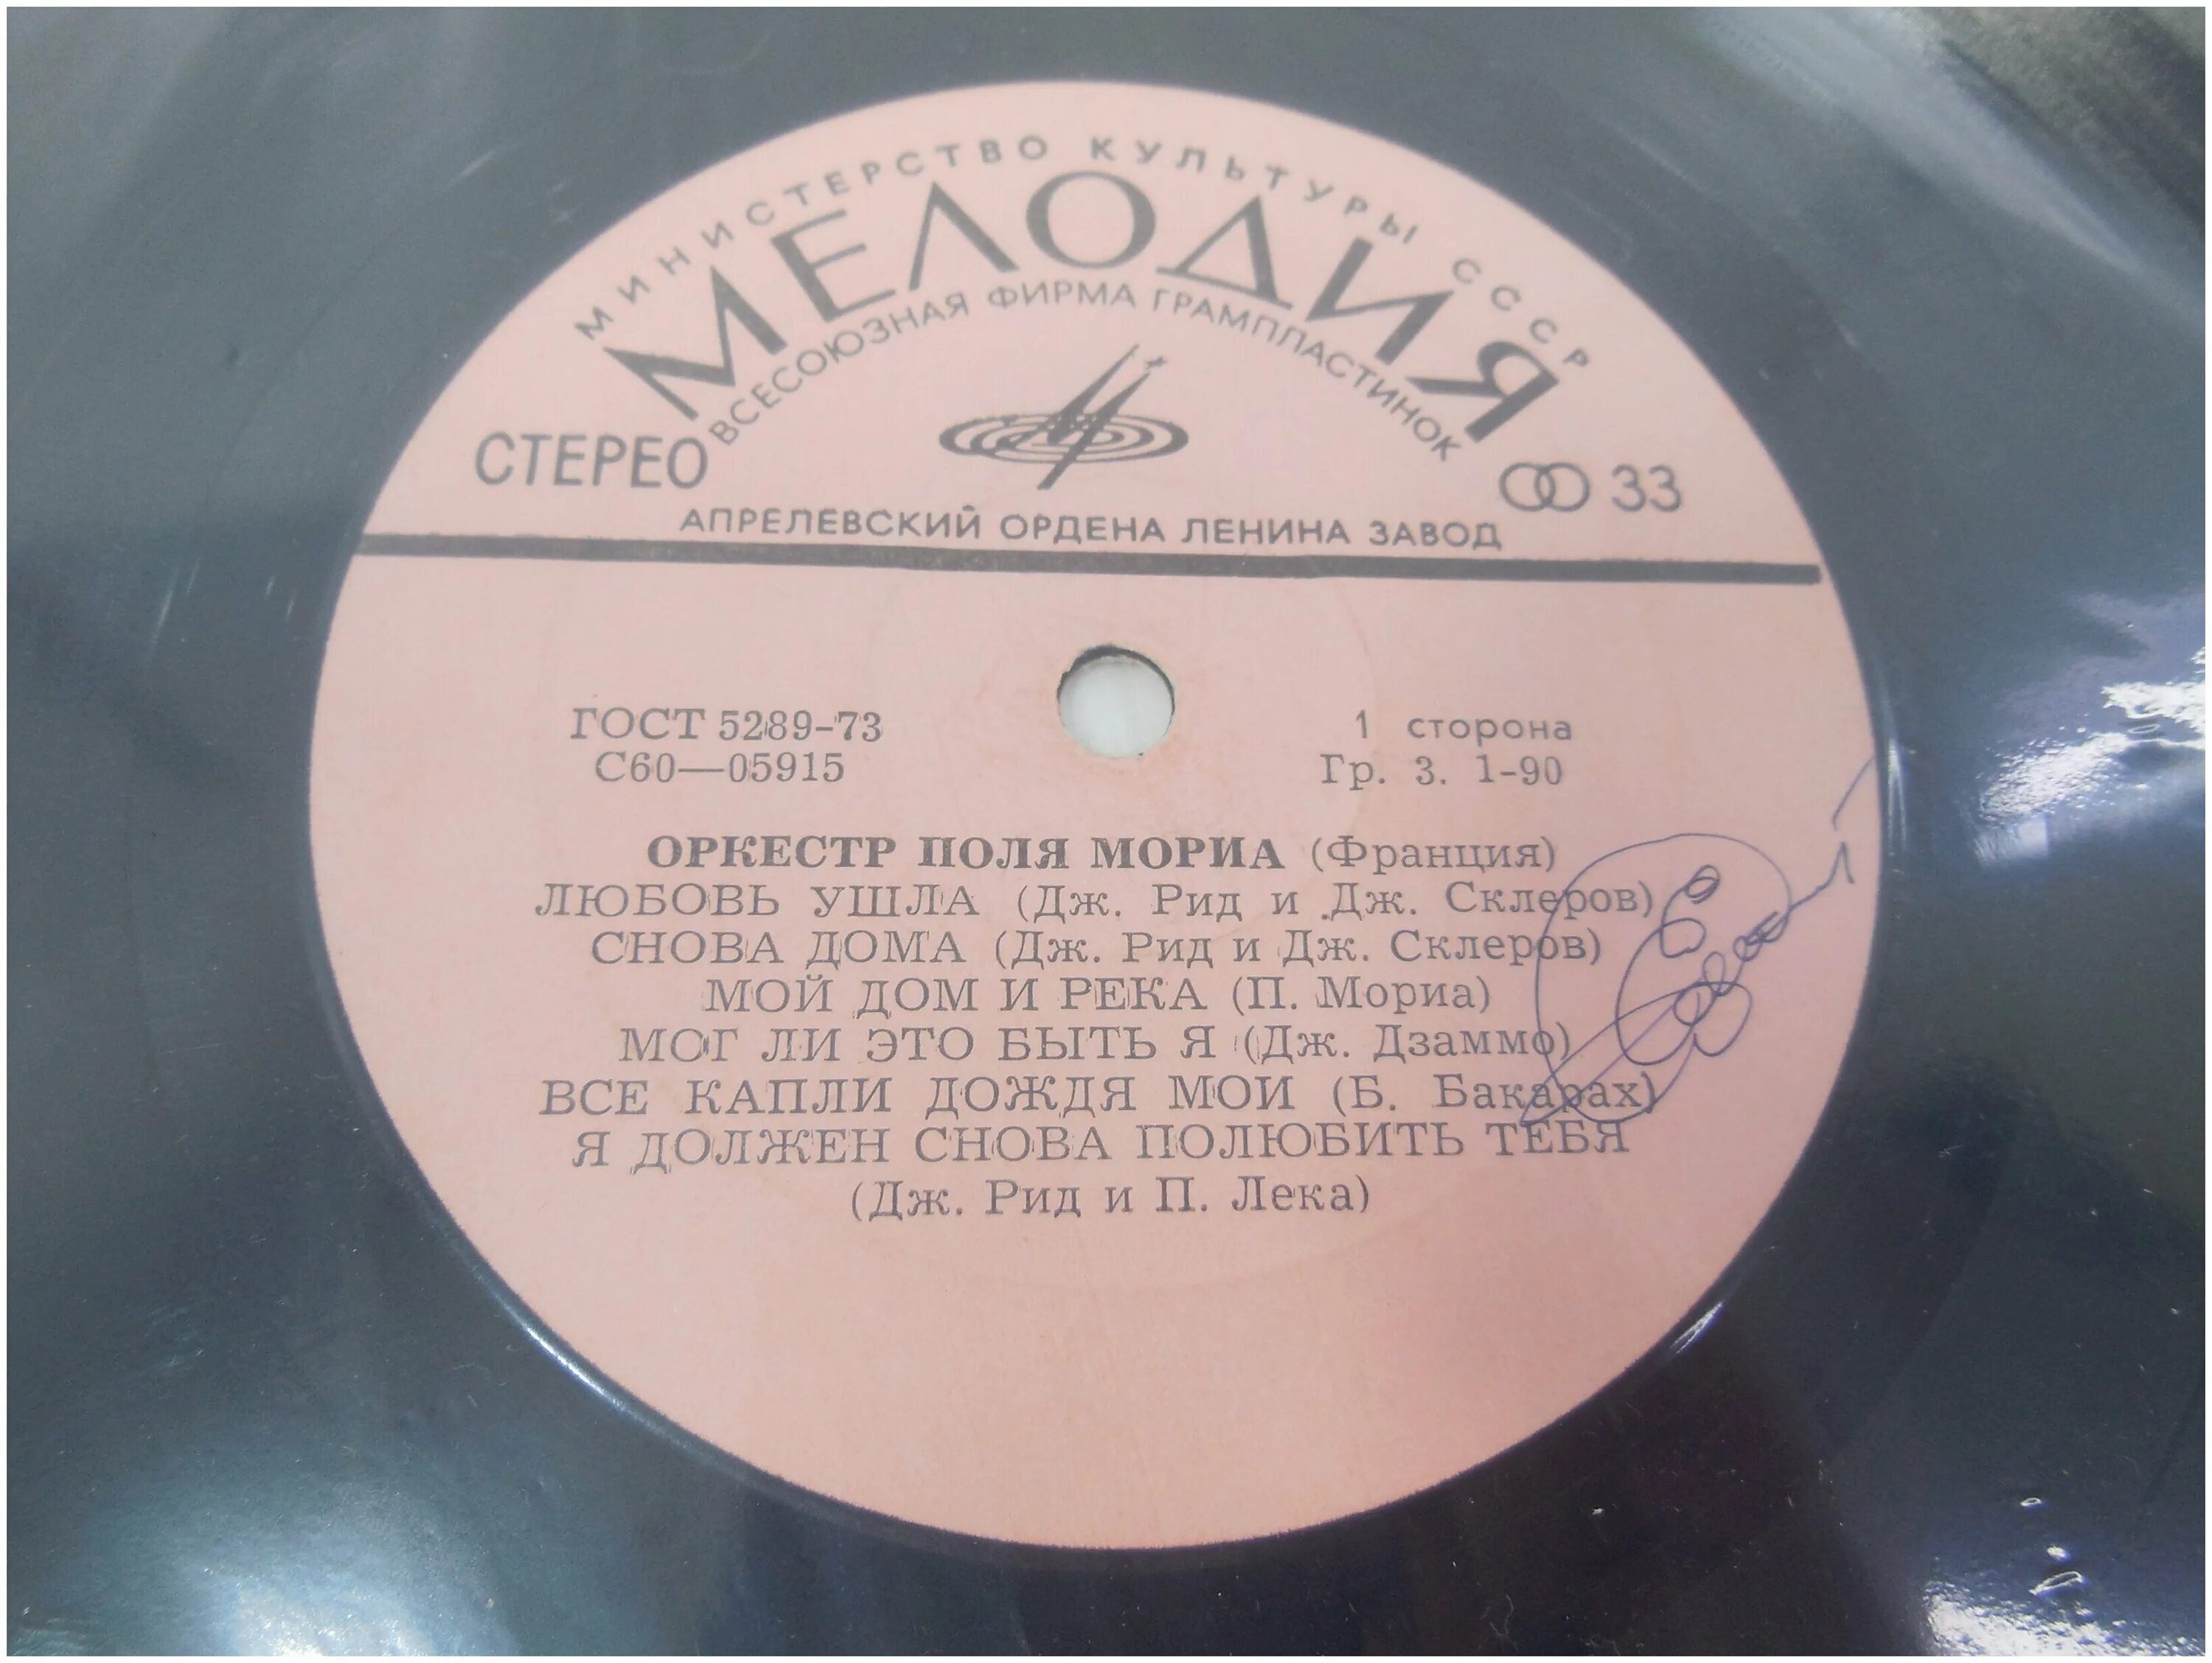 МИНИСТЕРСТВО КУЛЬТУРЫ СССР
МЕЛОДИЯ
ВСЕСОЮЗНАЯ ФИРМА ГРАМПЛАСТИНОК
СТЕРЕО
33
АПРЕЛЕВСКИЙ ОРДЕНА ЛЕНИНА ЗАВОД
ГОСТ 5289-73
1 сторона
С60—05915
Гр. 3. 1-90
ОРКЕСТР ПОЛЯ МОРИА (Франция)
ЛЮБОВЬ УШЛА (Дж. Рид и Дж. Склеров)
СНОВА ДОМА (Дж. Рид и Дж. Склеров)
МОЙ ДОМ И РЕКА (П. Мориа)
МОГ ЛИ ЭТО БЫТЬ Я (Дж. Дзаммо)
ВСЕ КАПЛИ ДОЖДЯ МОИ (Б. Бакарах)
Я ДОЛЖЕН СНОВА ПОЛЮБИТЬ ТЕБЯ
(Дж. Рид и П. Лека)